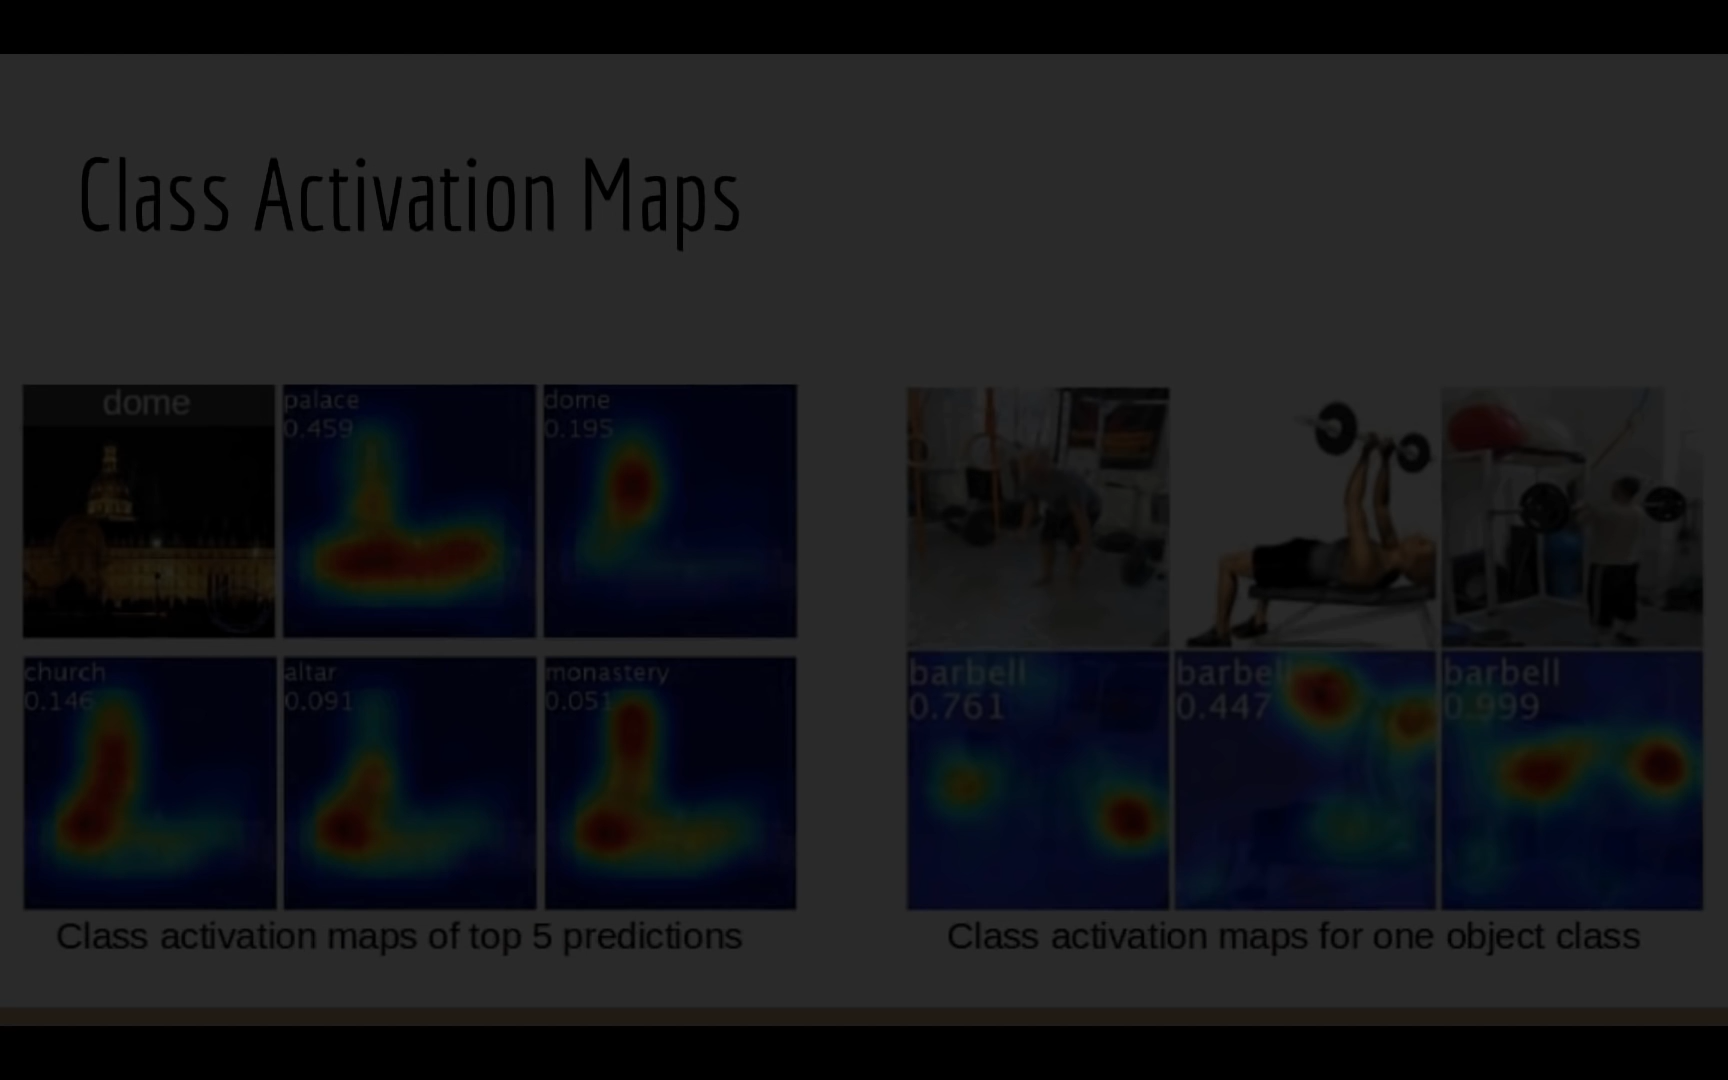 Class Activation Maps
dome
palace
0.459
dome
0.195
church
0.146
altar
0.091
monastery
0.051
Class activation maps of top 5 predictions
barbell
0.761
barbel
0.447
barbell
0.999
Class activation maps for one object class